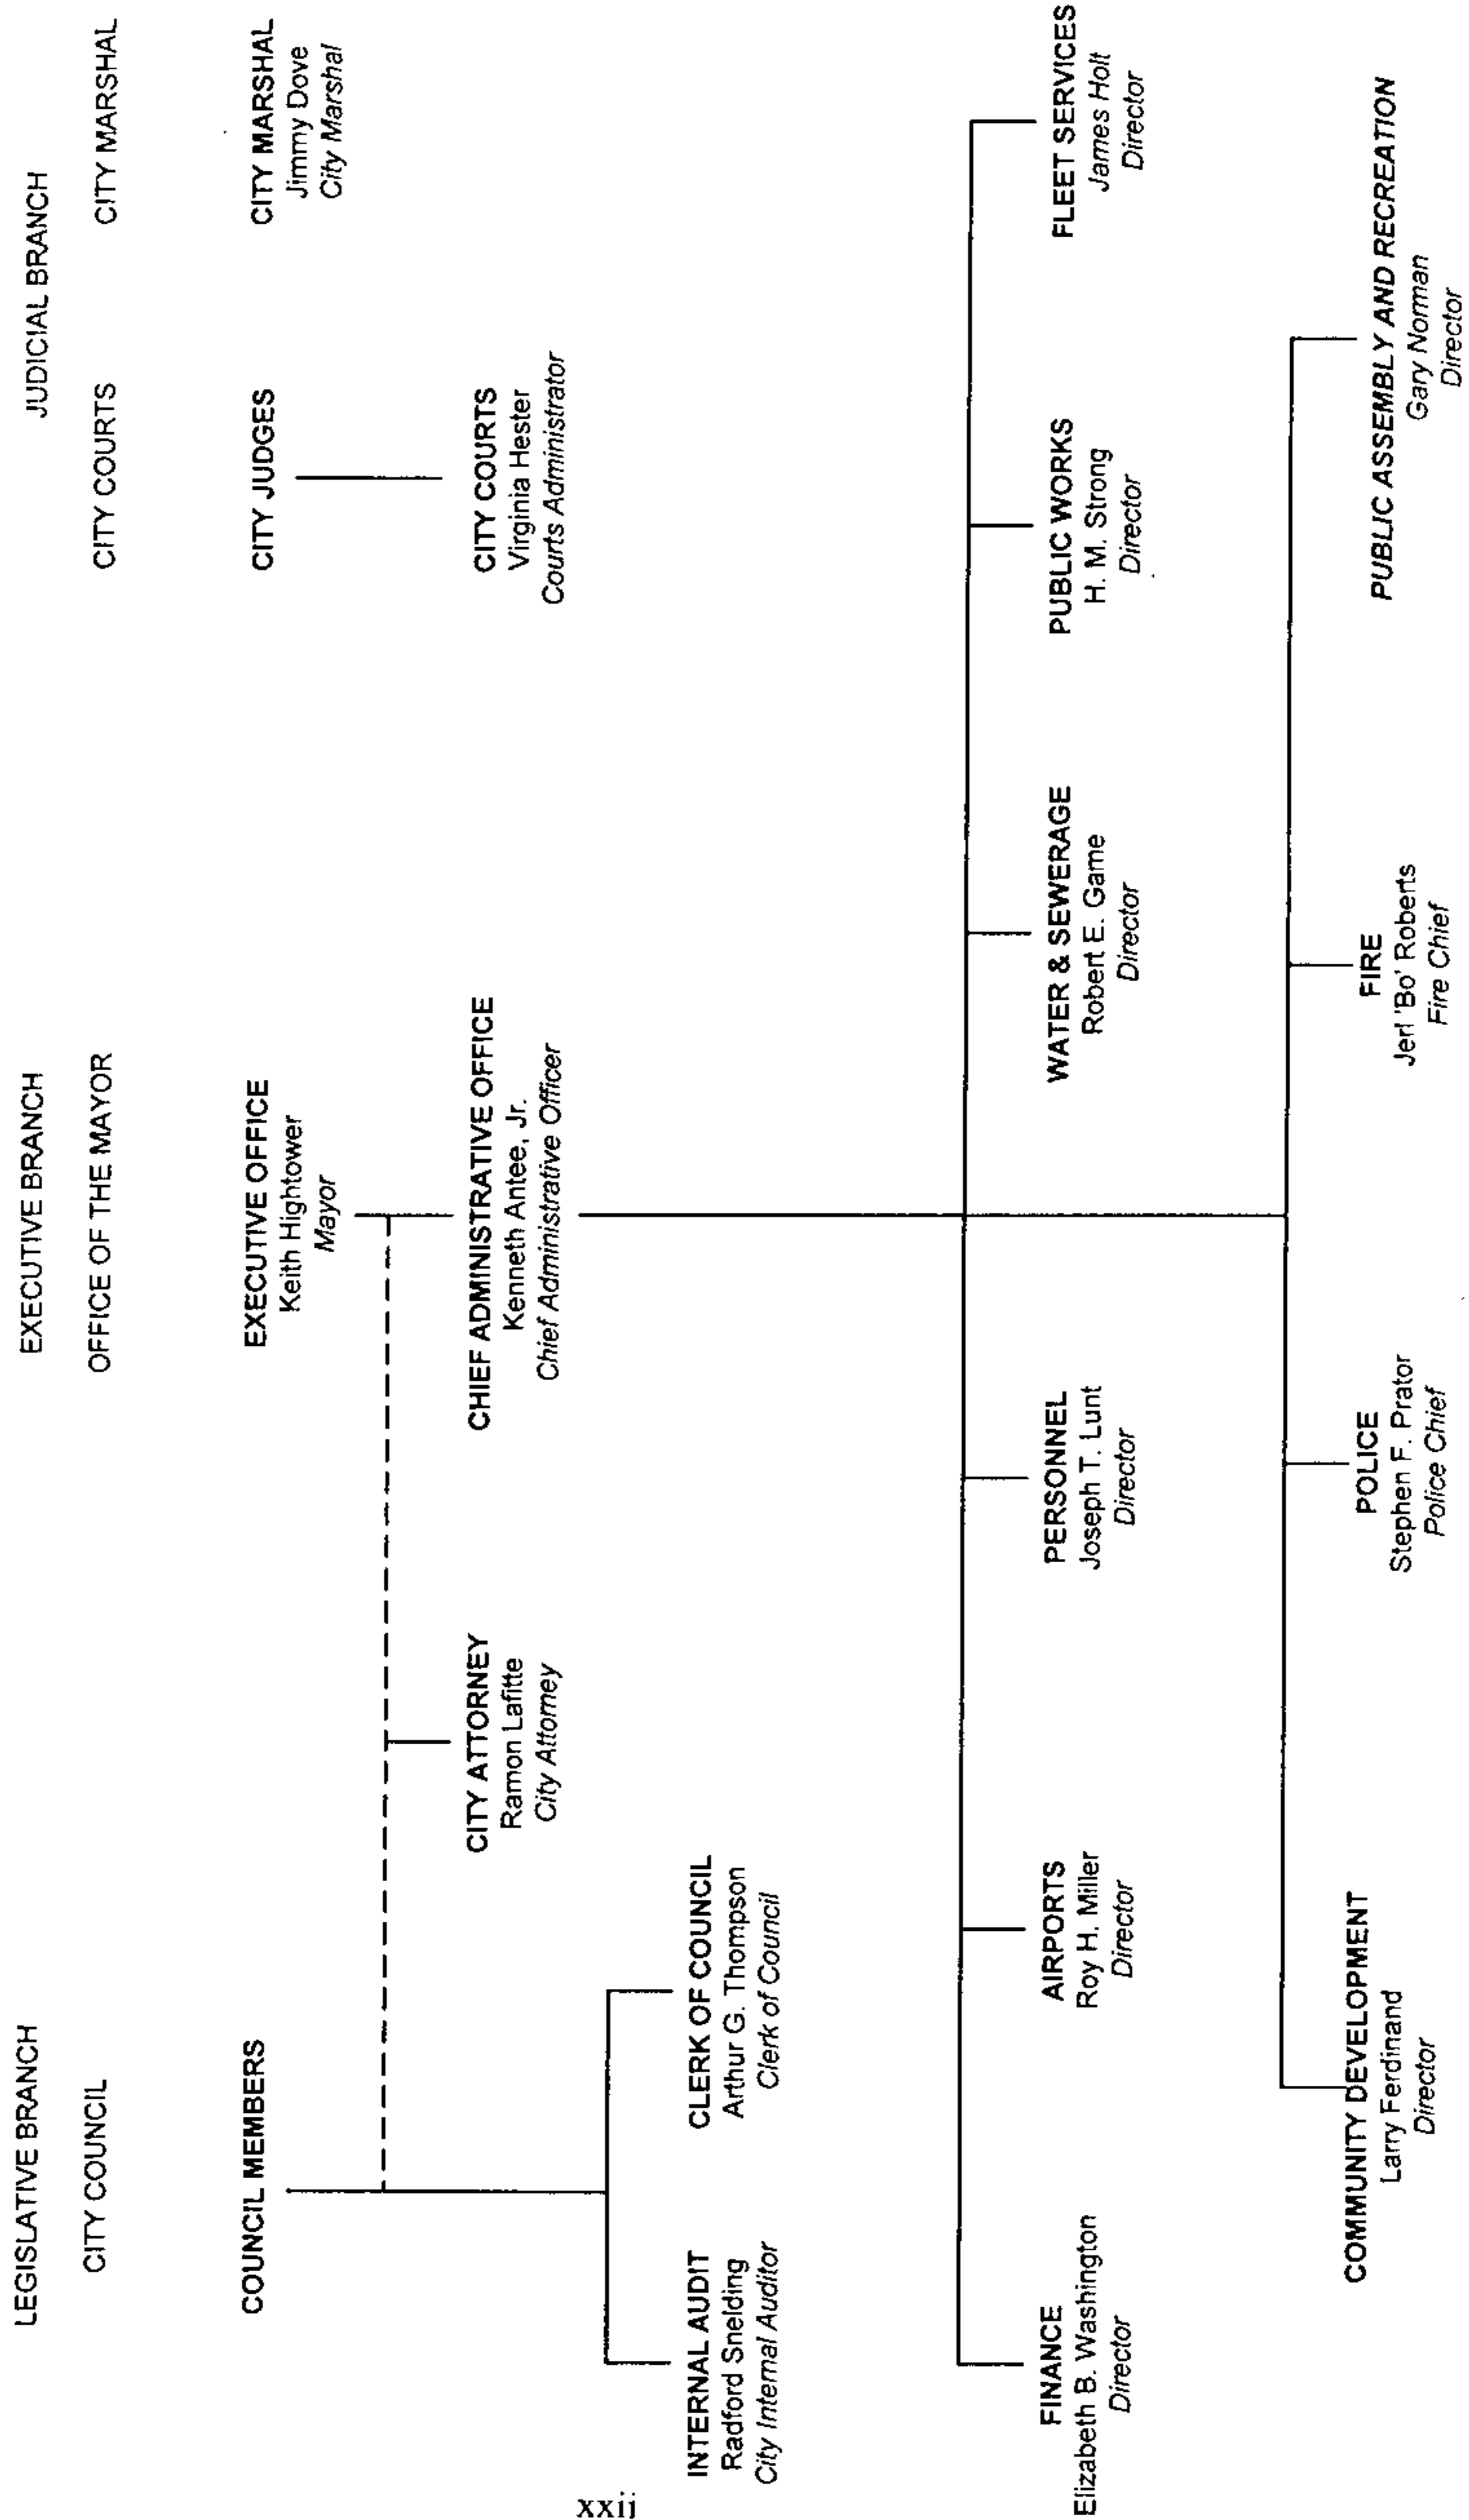 LEGISLATIVE BRANCH
EXECUTIVE BRANCH
JUDICIAL BRANCH
CITY COUNCIL
OFFICE OF THE MAYOR
CITY COURTS
CITY MARSHAL
COUNCIL MEMBERS
EXECUTIVE OFFICE
Keith Hightower
Mayor
CITY JUDGES
CITY MARSHAL
Jimmy Dove
City Marshal
CITY ATTORNEY
Ramon Lafitte
City Attorney
CHIEF ADMINISTRATIVE OFFICE
Kenneth Antee, Jr.
Chief Administrative Officer
CITY COURTS
Virginia Hester
Courts Administrator
INTERNAL AUDIT
Radford Snelding
City Internal Auditor
CLERK OF COUNCIL
Arthur G. Thompson
Clerk of Council
FINANCE
Elizabeth B. Washington
Director
AIRPORTS
Roy H. Miller
Director
PERSONNEL
Joseph T. Lunt
Director
WATER & SEWERAGE
Robert E. Game
Director
PUBLIC WORKS
H. M. Strong
Director
FLEET SERVICES
James Holt
Director
COMMUNITY DEVELOPMENT
Larry Ferdinand
Director
POLICE
Stephen F. Prator
Police Chief
FIRE
Jerl 'Bo' Roberts
Fire Chief
PUBLIC ASSEMBLY AND RECREATION
Gary Norman
Director
xxii